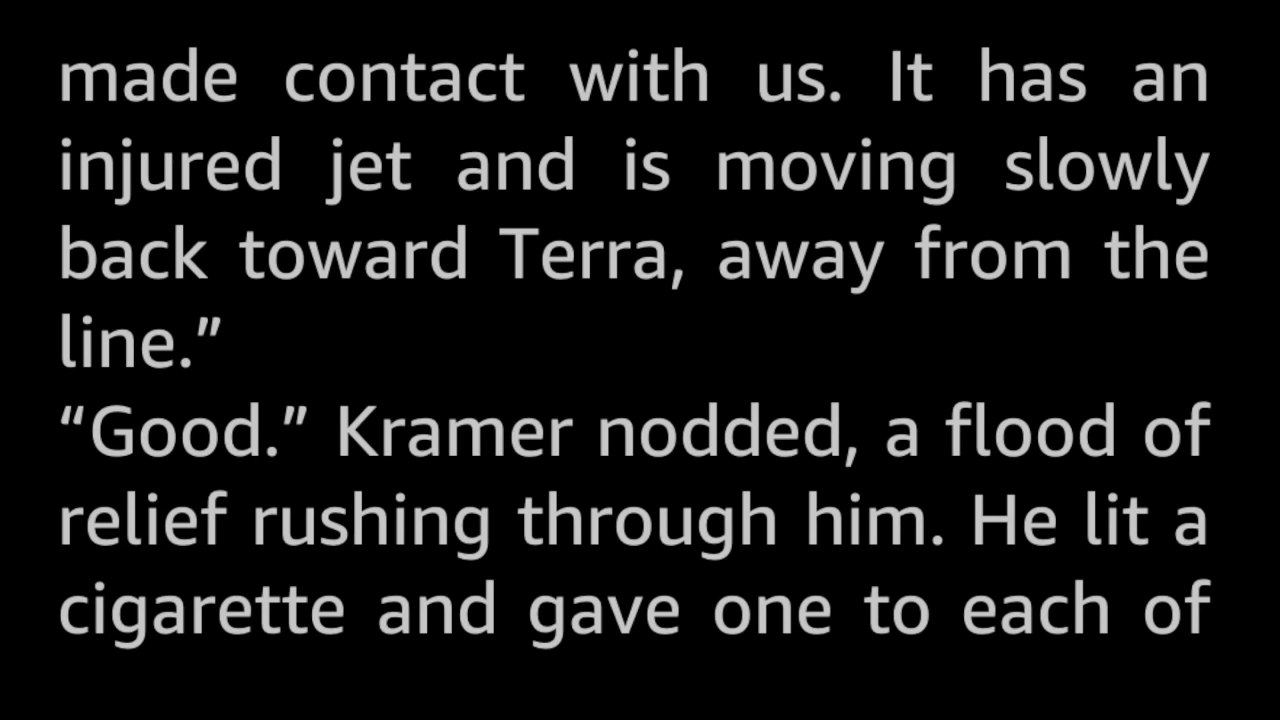 made contact with us. It has an
injured jet and is moving slowly
back toward Terra, away from the
line.”
“Good.” Kramer nodded, a flood of
relief rushing through him. He lit a
cigarette and gave one to each of